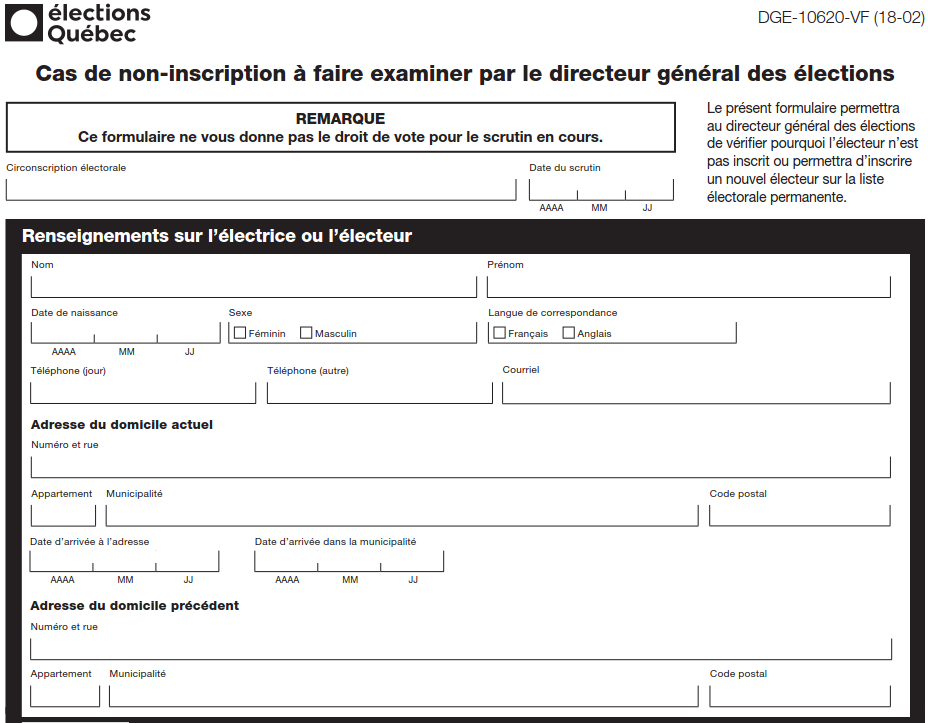 élections
Québec
DGE-10620-VF (18-02)
Cas de non-inscription à faire examiner par le directeur général des élections
REMARQUE
Ce formulaire ne vous donne pas le droit de vote pour le scrutin en cours.
Le présent formulaire permettra
au directeur général des élections
de vérifier pourquoi l'électeur n'est
pas inscrit ou permettra d'inscrire
un nouvel électeur sur la liste
électorale permanente.
Circonscription électorale
Date du scrutin
AAAA MM JJ
Renseignements sur l'électrice ou l'électeur
Nom
Prénom
Date de naissance
AAAA MM JJ
Sexe
Féminin Masculin
Langue de correspondance
Français Anglais
Téléphone (jour)
Téléphone (autre)
Courriel
Adresse du domicile actuel
Numéro et rue
Appartement
Municipalité
Code postal
Date d'arrivée à l'adresse
AAAA MM JJ
Date d'arrivée dans la municipalité
AAAA MM JJ
Adresse du domicile précédent
Numéro et rue
Appartement
Municipalité
Code postal